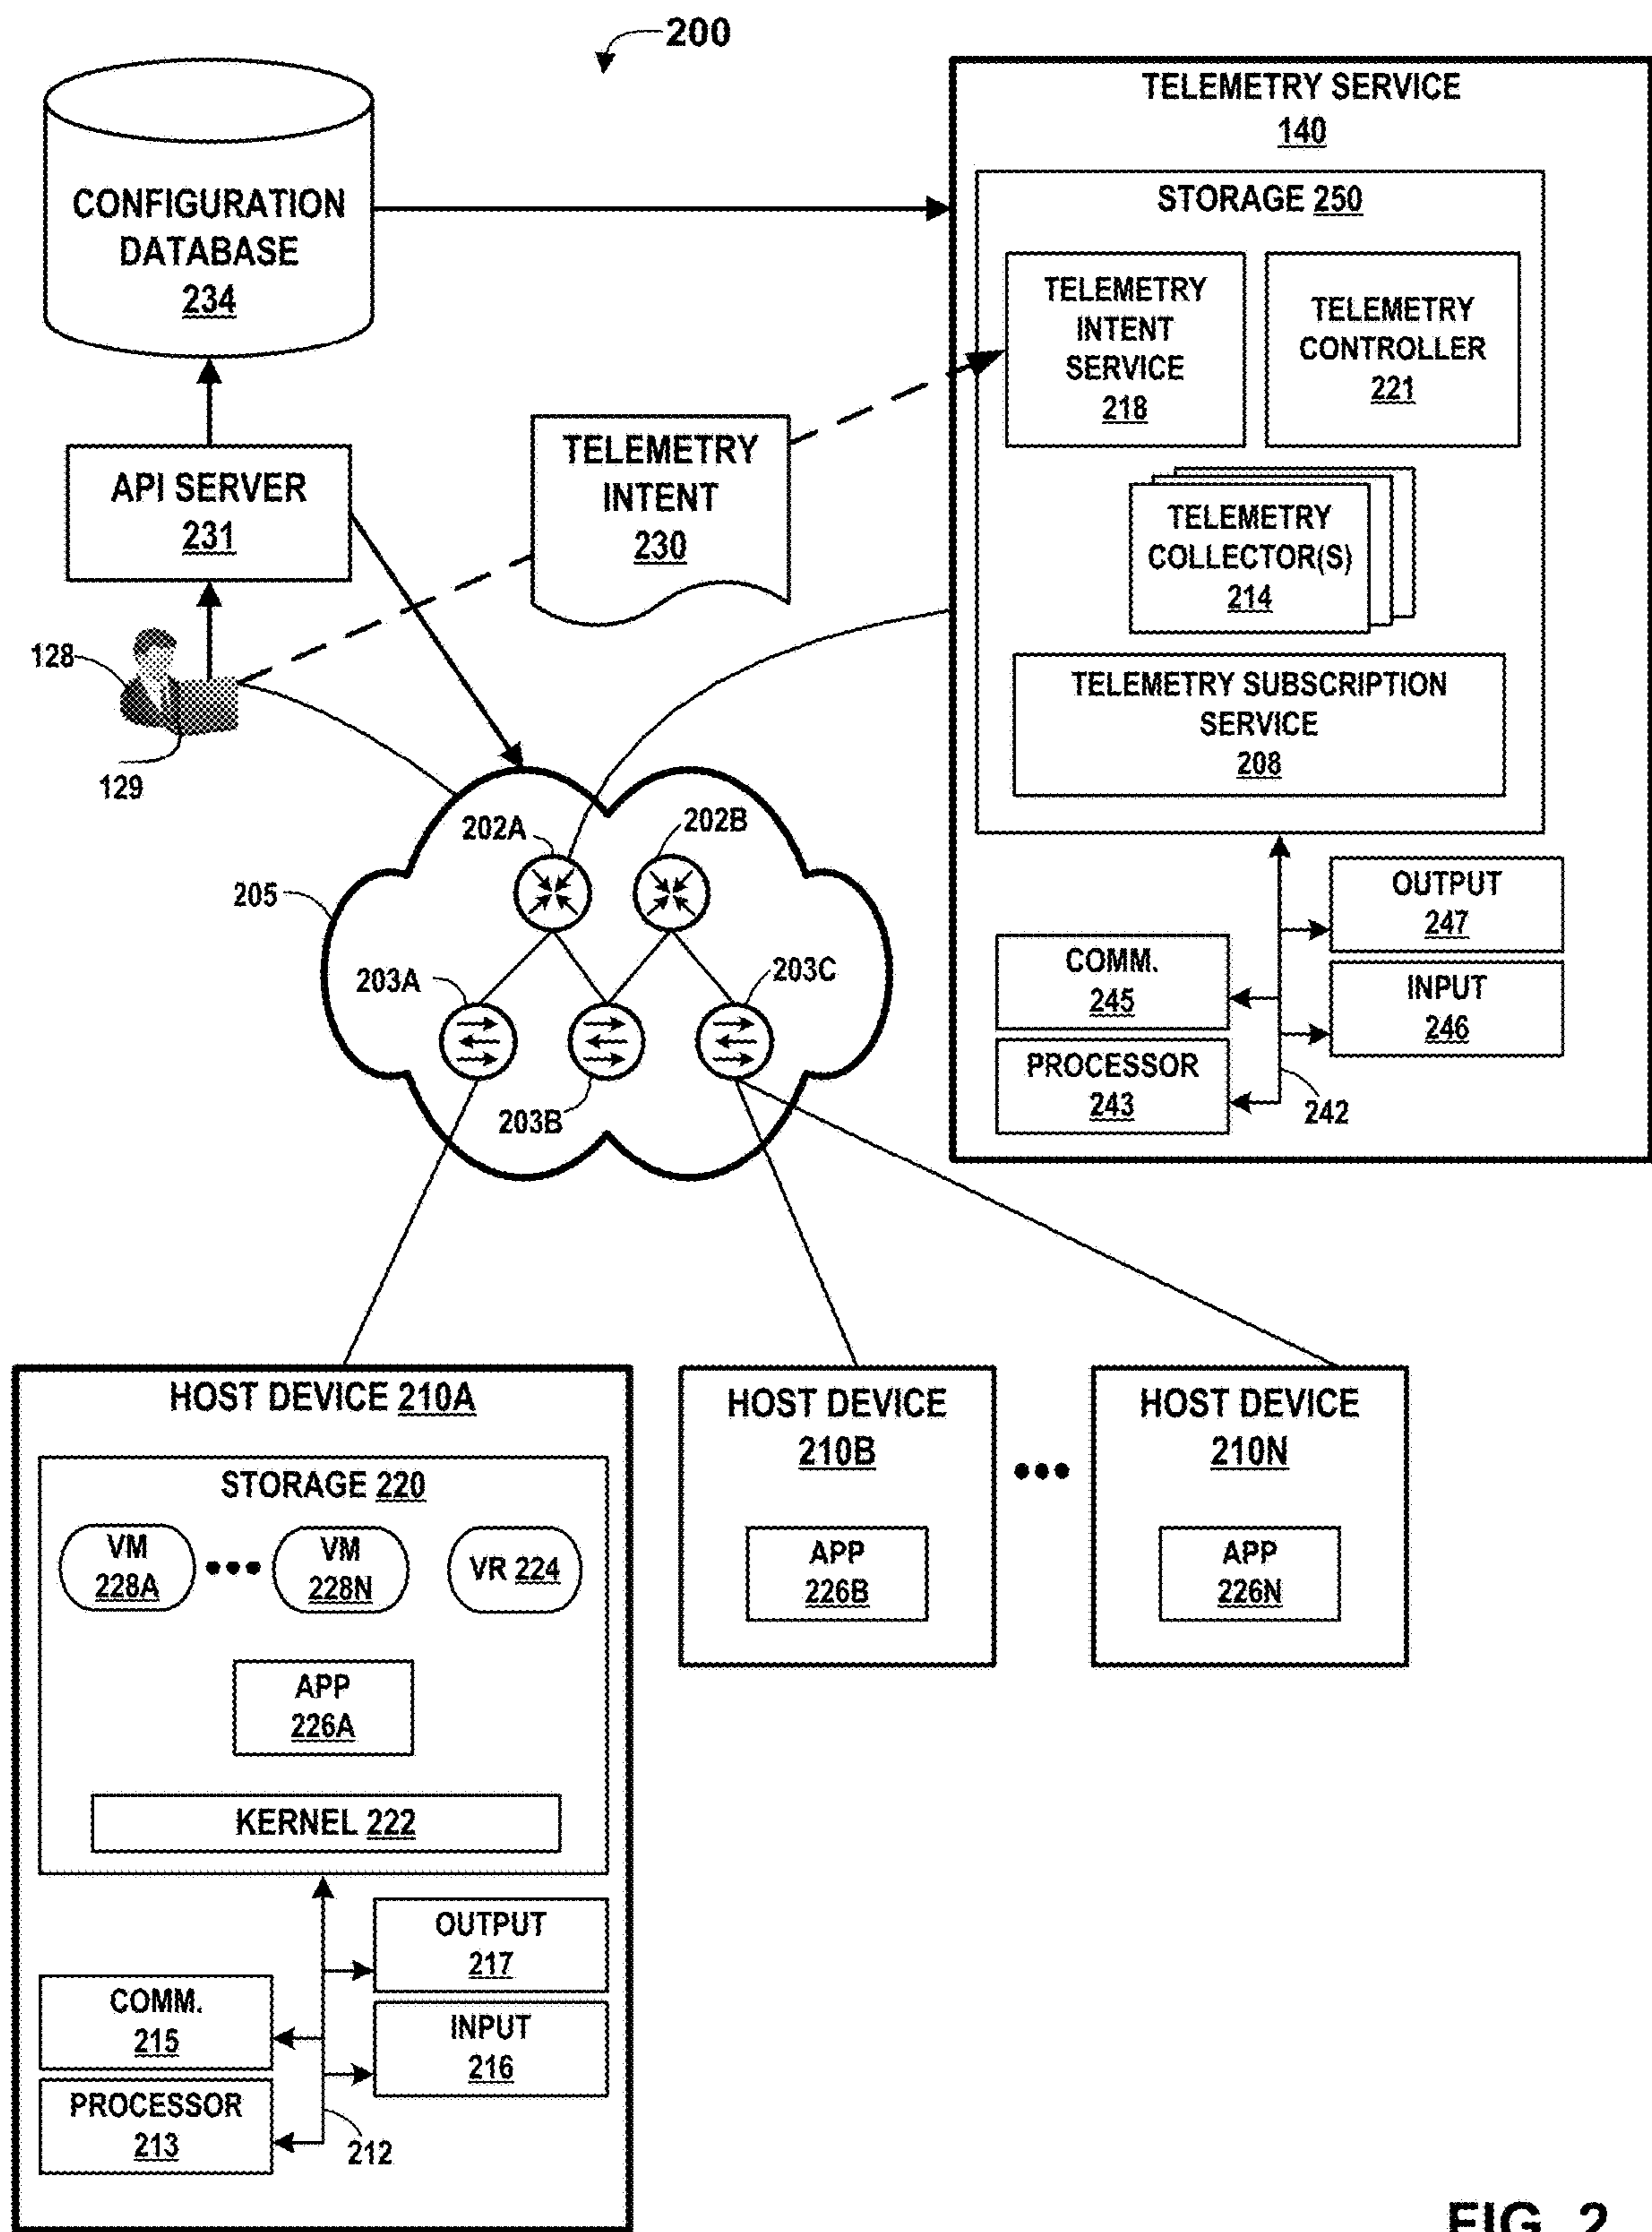 200
CONFIGURATION
DATABASE
234
API SERVER
231
128
129
TELEMETRY
INTENT
230
TELEMETRY SERVICE
140
STORAGE 250
TELEMETRY
INTENT
SERVICE
218
TELEMETRY
CONTROLLER
221
TELEMETRY
COLLECTOR(S)
214
TELEMETRY SUBSCRIPTION
SERVICE
208
OUTPUT
247
COMM.
245
INPUT
246
PROCESSOR
243
242
205
202A
202B
203A
203C
203B
HOST DEVICE 210A
STORAGE 220
VM
228A
VM
228N
VR 224
APP
226A
KERNEL 222
OUTPUT
217
COMM.
215
INPUT
216
PROCESSOR
213
212
HOST DEVICE
210B
APP
226B
HOST DEVICE
210N
APP
226N
FIG. 2